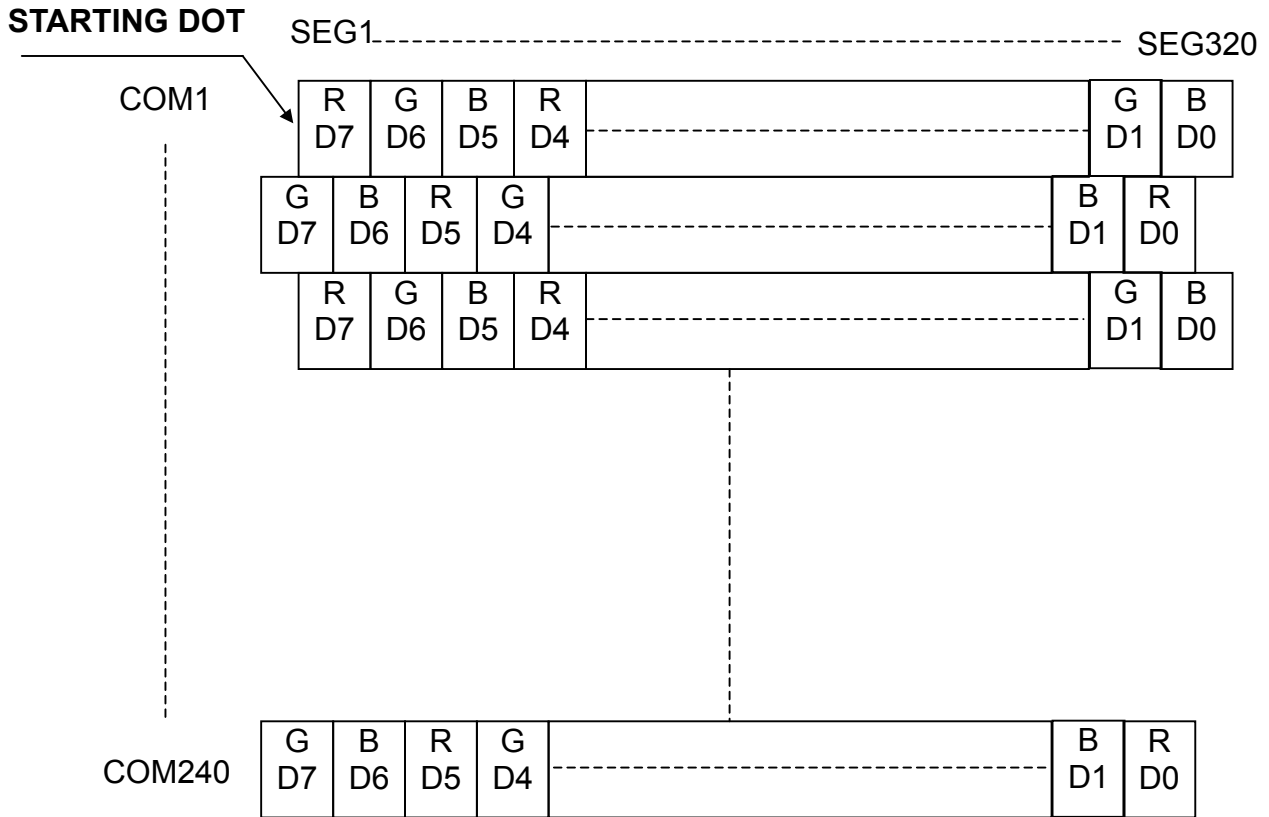 STARTING DOT
SEG1 SEG320
COM1
R G B R G B
D7 D6 D5 D4 D1 D0
G B R G B R
D7 D6 D5 D4 D1 D0
R G B R G B
D7 D6 D5 D4 D1 D0
COM240
G B R G B R
D7 D6 D5 D4 D1 D0